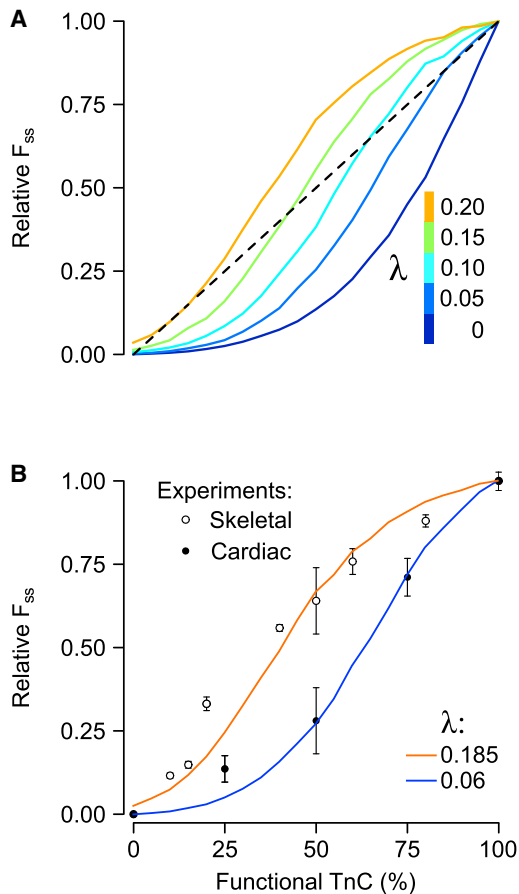 A
1.00
0.75
0.50
0.25
0.00
Relative Fss
λ
0.20
0.15
0.10
0.05
0
B
1.00
0.75
0.50
0.25
0.00
Relative Fss
Experiments:
Skeletal
Cardiac
λ:
0.185
0.06
0 25 50 75 100
Functional TnC (%)